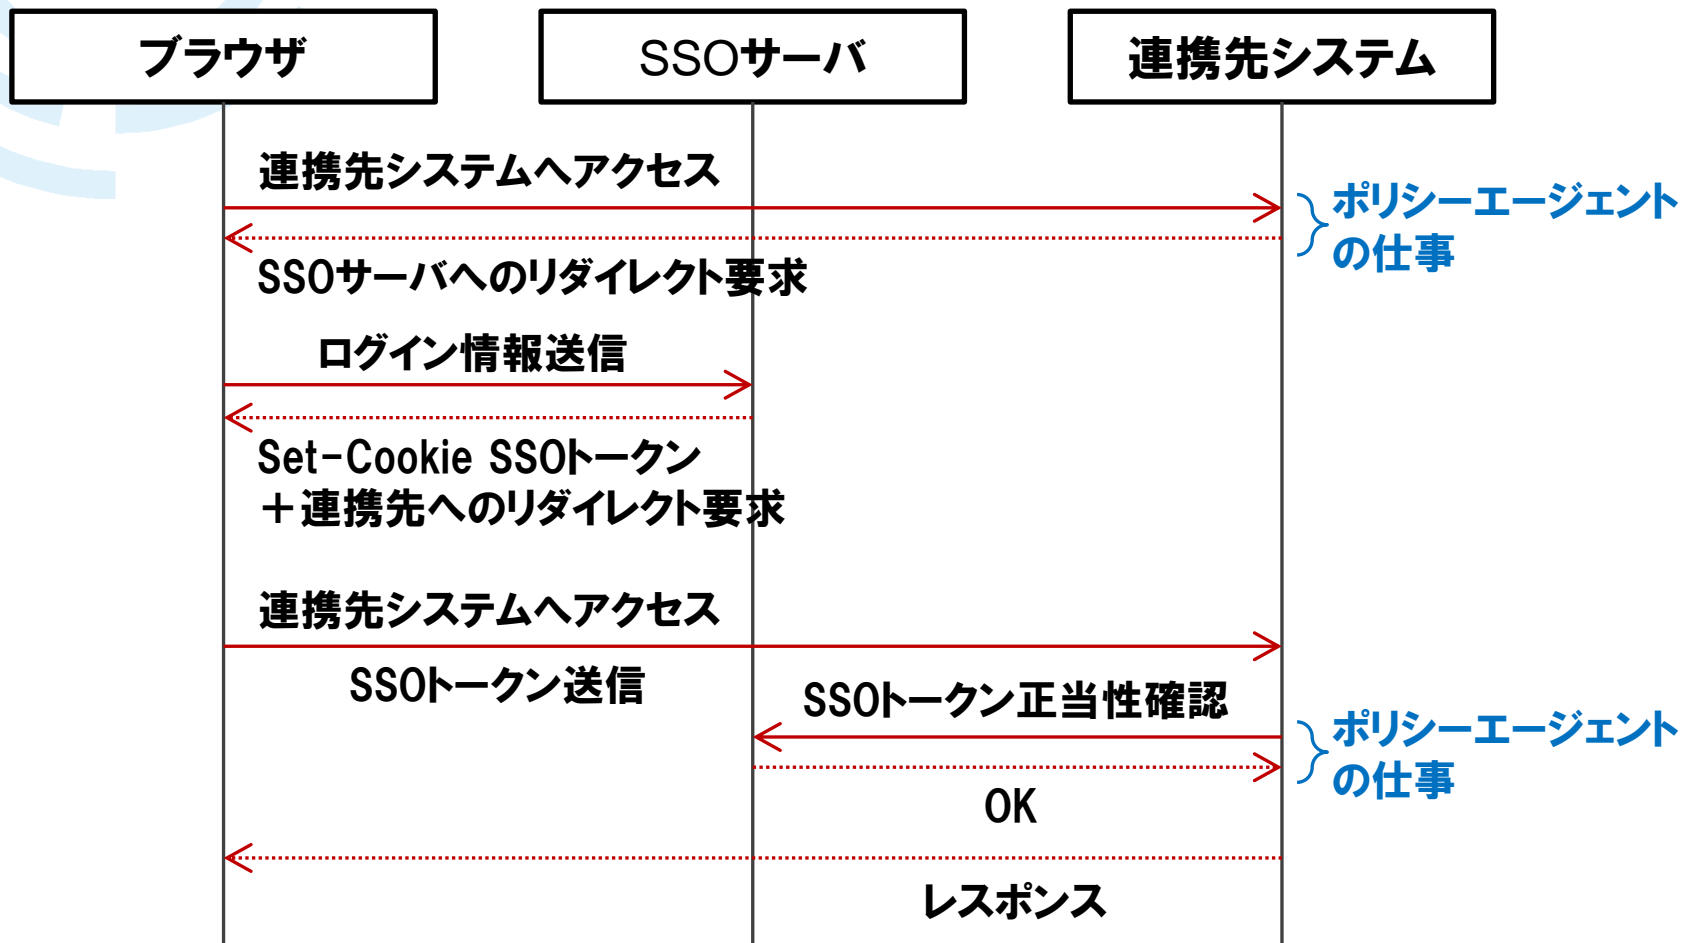 ブラウザ
SSOサーバ
連携先システム
連携先システムへアクセス
ポリシーエージェント
の仕事
SSOサーバへのリダイレクト要求
ログイン情報送信
Set-Cookie SSOトークン
＋連携先へのリダイレクト要求
連携先システムへアクセス
SSOトークン送信
SSOトークン正当性確認
ポリシーエージェント
の仕事
OK
レスポンス